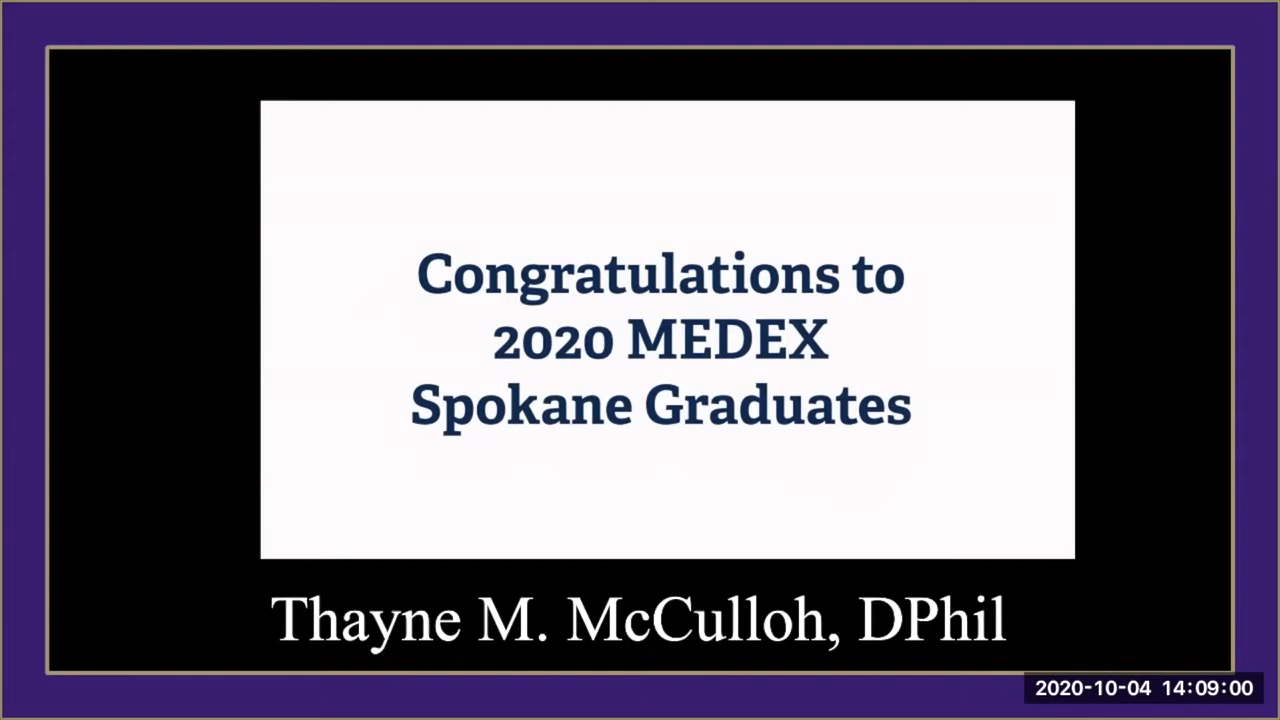 Congratulations to
2020 MEDEX
Spokane Graduates
Thayne M. McCulloh, DPhil
2020-10-04 14:09:00